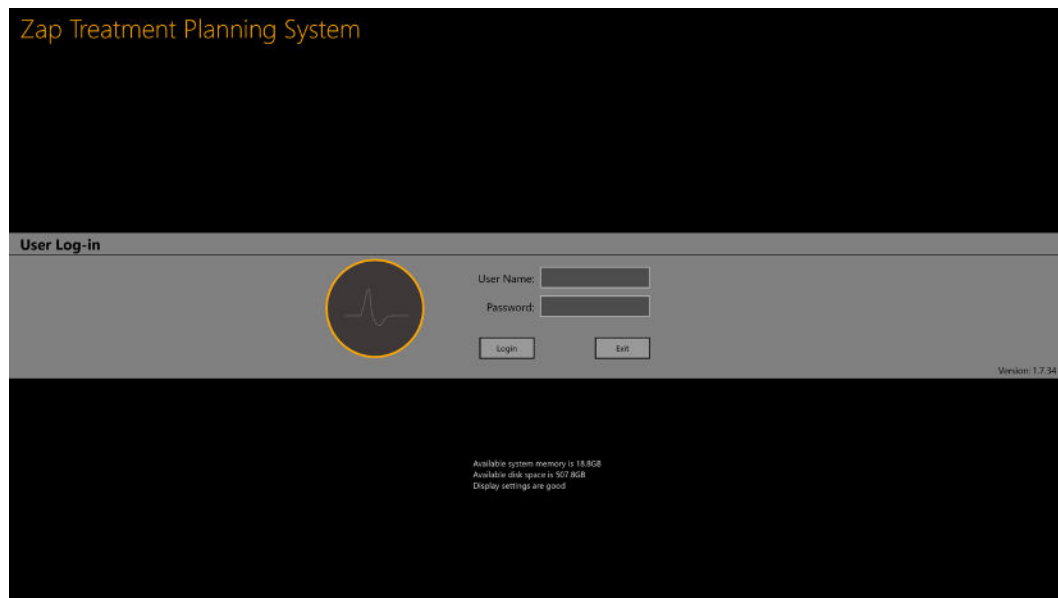 Zap Treatment Planning System
User Log-in
User Name:
Password:
Login Exit
Version: 1.7.34
Available system memory is 18.8GB
Available disk space is 507.8GB
Display settings are good